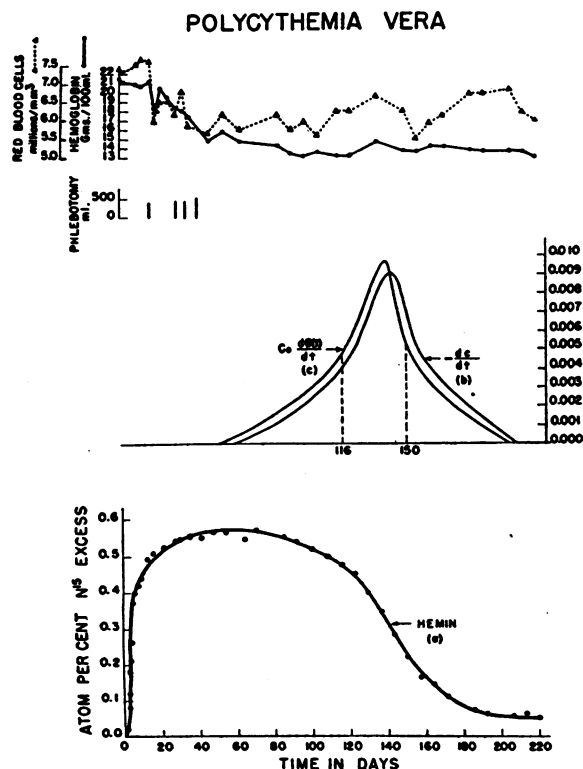 POLYCYTHEMIA VERA
RED BLOOD CELLS
millions/mm³
7.5
7.0
6.5
6.0
5.5
5.0
HEMOGLOBIN
Gms./100ml.
22
21
20
19
18
17
16
15
14
13
PHLEBOTOMY
ml.
500
0
0.010
0.009
0.008
0.007
0.006
0.005
0.004
0.003
0.002
0.001
0.000
dt
(c)
dc
dt
(b)
116
150
ATOM PER CENT N¹⁵ EXCESS
0.6
0.5
0.4
0.3
0.2
0.1
0.0
HEMIN
(a)
0 20 40 60 80 100 120 140 160 180 200 220
TIME IN DAYS